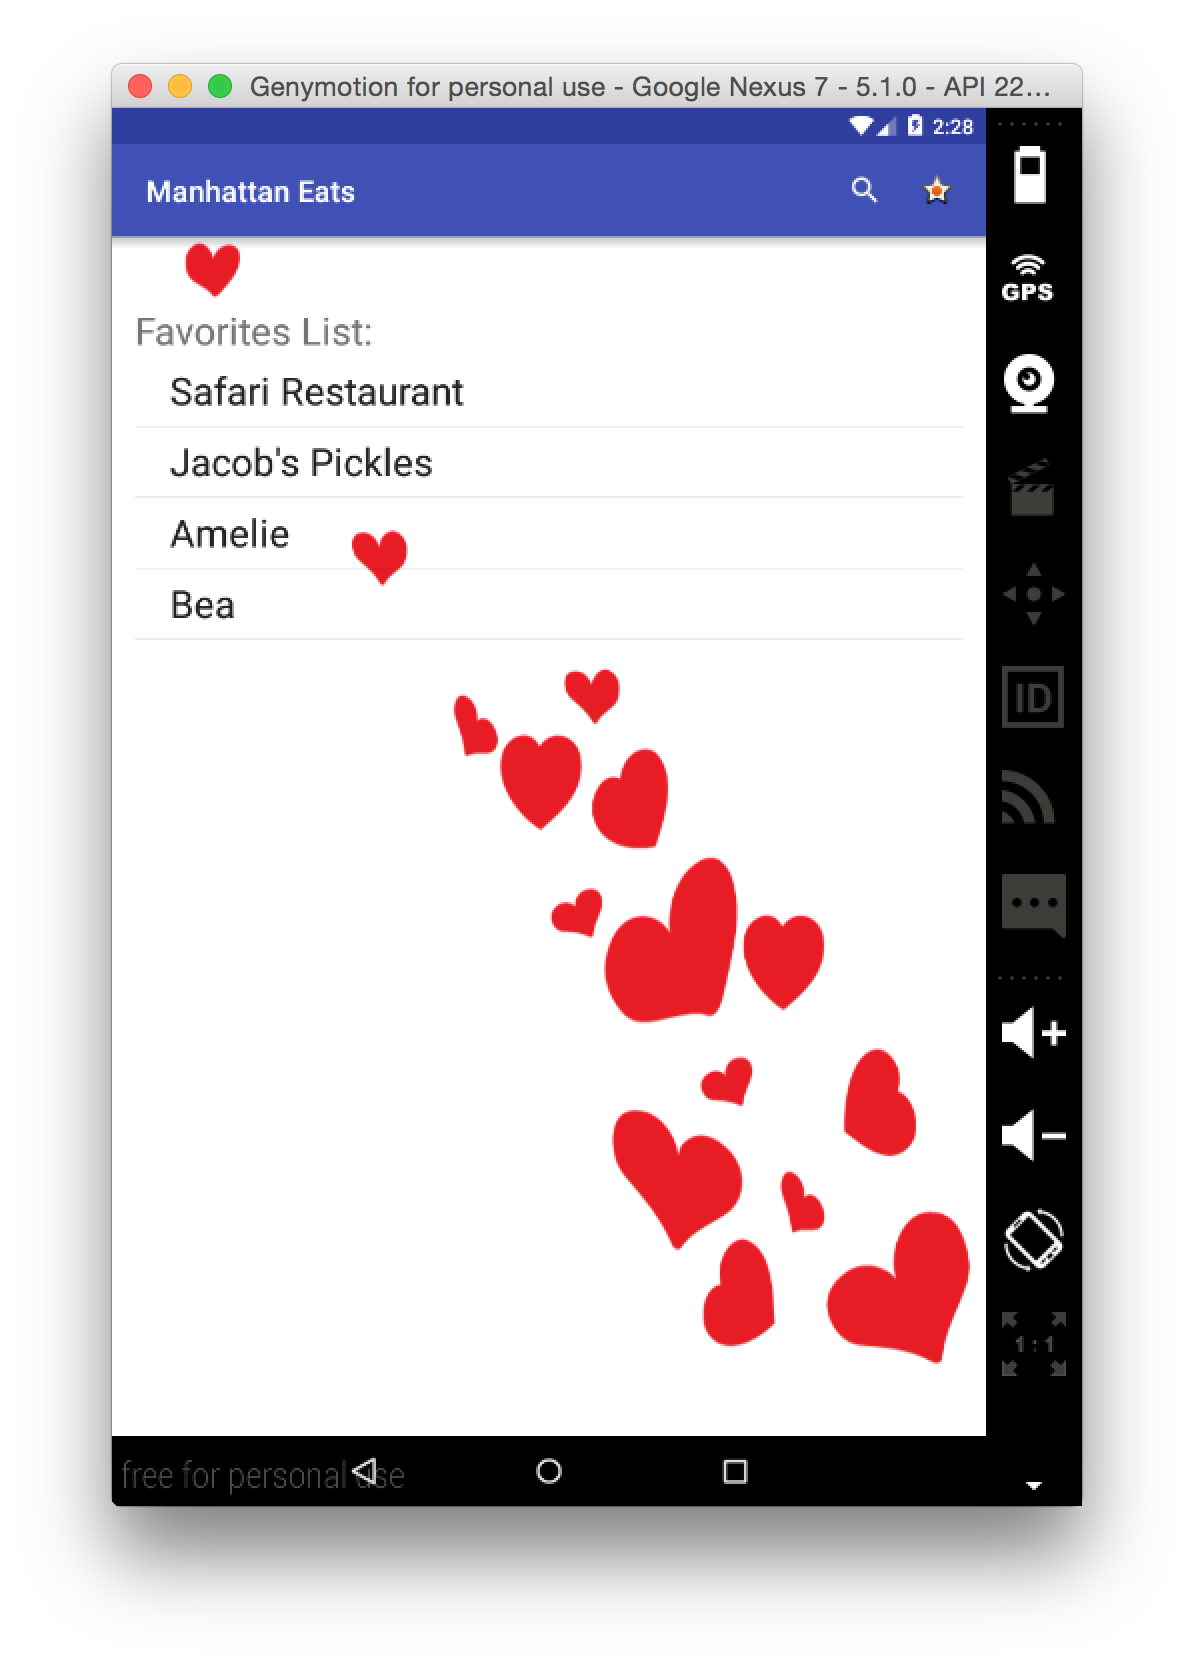 Genymotion for personal use - Google Nexus 7 - 5.1.0 - API 22...
2:28
Manhattan Eats
GPS
Favorites List:
Safari Restaurant
Jacob's Pickles
Amelie
Bea
ID
1:1
free for personal use